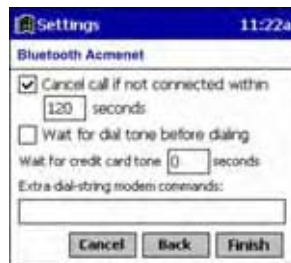 Settings 11:22a
Bluetooth Acmenet
Cancel call if not connected within
120 seconds
Wait for dial tone before dialing
Wait for credit card tone 0 seconds
Extra dial-string modem commands:
Cancel Back Finish